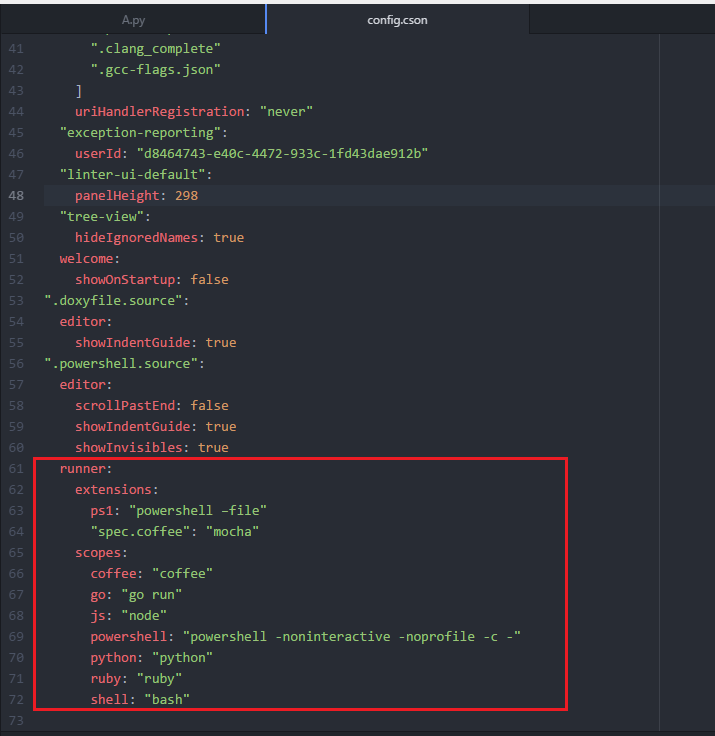 A.py
config.cson
41 ".clang_complete"
42 ".gcc-flags.json"
43 ]
44 uriHandlerRegistration: "never"
45 "exception-reporting":
46 userId: "d8464743-e40c-4472-933c-1fd43dae912b"
47 "linter-ui-default":
48 panelHeight: 298
49 "tree-view":
50 hideIgnoredNames: true
51 welcome:
52 showOnStartup: false
53 ".doxyfile.source":
54 editor:
55 showIndentGuide: true
56 ".powershell.source":
57 editor:
58 scrollPastEnd: false
59 showIndentGuide: true
60 showInvisibles: true
61 runner:
62 extensions:
63 ps1: "powershell –file"
64 "spec.coffee": "mocha"
65 scopes:
66 coffee: "coffee"
67 go: "go run"
68 js: "node"
69 powershell: "powershell -noninteractive -noprofile -c -"
70 python: "python"
71 ruby: "ruby"
72 shell: "bash"
73